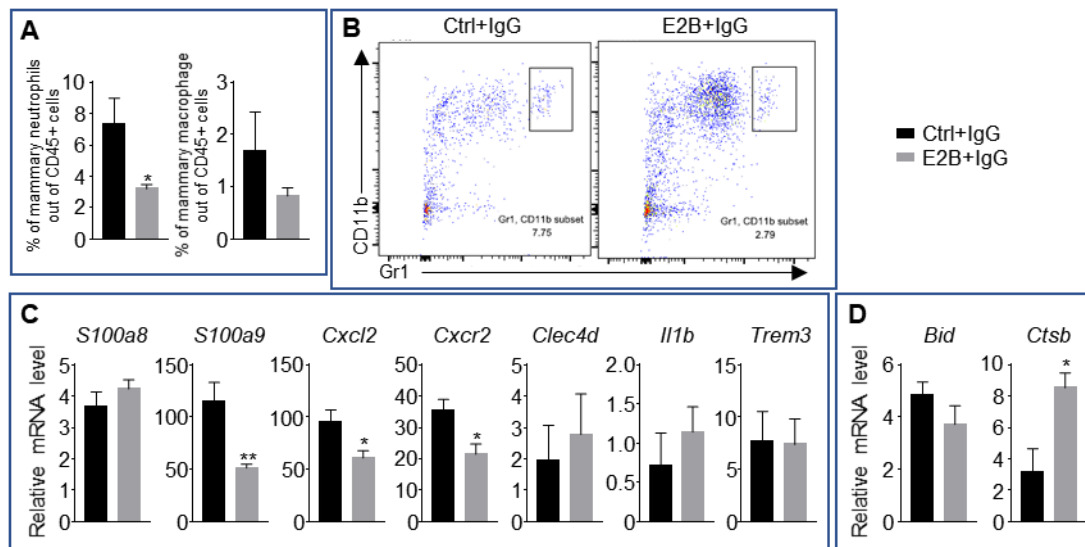 A
% of mammary neutrophils
out of CD45+ cells
10
8
6
4
2
0
*
% of mammary macrophage
out of CD45+ cells
3
2
1
0
B
Ctrl+IgG
E2B+IgG
CD11b
Gr1, CD11b subset
7.75
Gr1, CD11b subset
2.79
Gr1
Ctrl+IgG
E2B+IgG
C
Relative mRNA level
S100a8
5
4
3
2
1
0
S100a9
150
100
50
0
**
Cxcl2
150
100
50
0
*
Cxcr2
50
40
30
20
10
0
*
Clec4d
5
4
3
2
1
0
Il1b
2.0
1.5
1.0
0.5
0.0
Trem3
15
10
5
0
D
Relative mRNA level
Bid
6
4
2
0
Ctsb
10
8
6
4
2
0
*